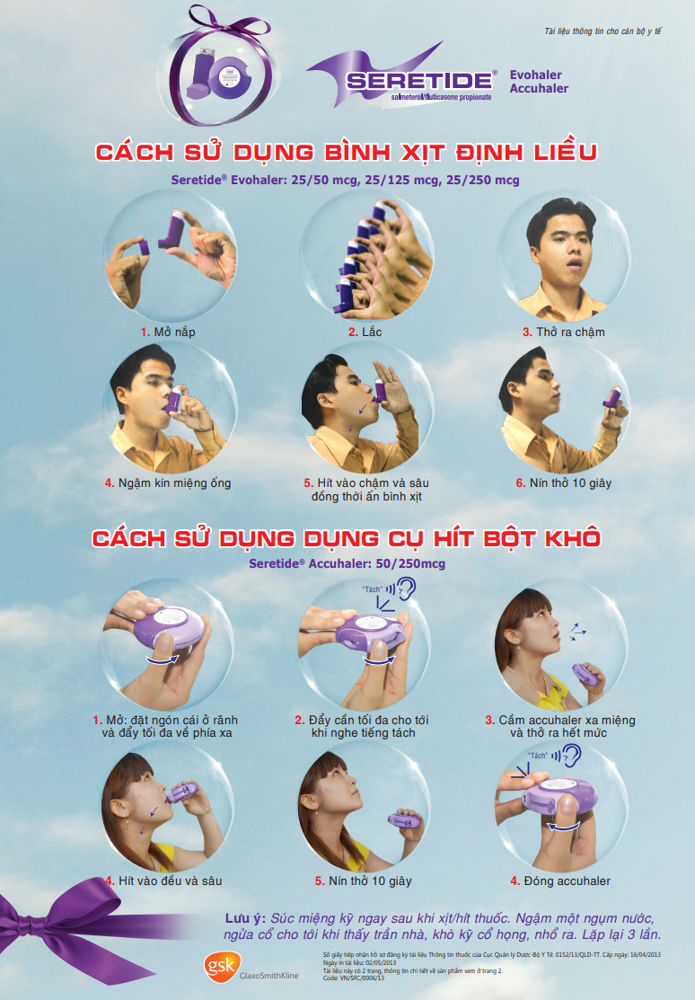 Tài liệu thông tin cho cán bộ y tế
SERETIDE®
salmeterol/fluticasone propionate
Evohaler
Accuhaler
CÁCH SỬ DỤNG BÌNH XỊT ĐỊNH LIỀU
Seretide® Evohaler: 25/50 mcg, 25/125 mcg, 25/250 mcg
1. Mở nắp
2. Lắc
3. Thở ra chậm
4. Ngậm kín miệng ống
5. Hít vào chậm và sâu
đồng thời ấn bình xịt
6. Nín thở 10 giây
CÁCH SỬ DỤNG DỤNG CỤ HÍT BỘT KHÔ
Seretide® Accuhaler: 50/250mcg
"Tách"
1. Mở: đặt ngón cái ở rãnh
và đẩy tối đa về phía xa
2. Đẩy cần tối đa cho tới
khi nghe tiếng tách
3. Cầm accuhaler xa miệng
và thở ra hết mức
"Tách"
4. Hít vào đều và sâu
5. Nín thở 10 giây
4. Đóng accuhaler
Lưu ý: Súc miệng kỹ ngay sau khi xịt/hít thuốc. Ngậm một ngụm nước,
ngửa cổ cho tới khi thấy trần nhà, khò kỹ cổ họng, nhổ ra. Lặp lại 3 lần.
gsk
GlaxoSmithKline
Số giấy tiếp nhận hồ sơ đăng ký tài liệu Thông tin thuốc của Cục Quản lý Dược-Bộ Y Tế: 0152/13/QLD-TT. Cấp ngày: 16/04/2013
Ngày in tài liệu: 02/05/2013
Tài liệu này có 2 trang, thông tin chi tiết về sản phẩm xem ở trang 2.
Code: VN/SFC/0006/13